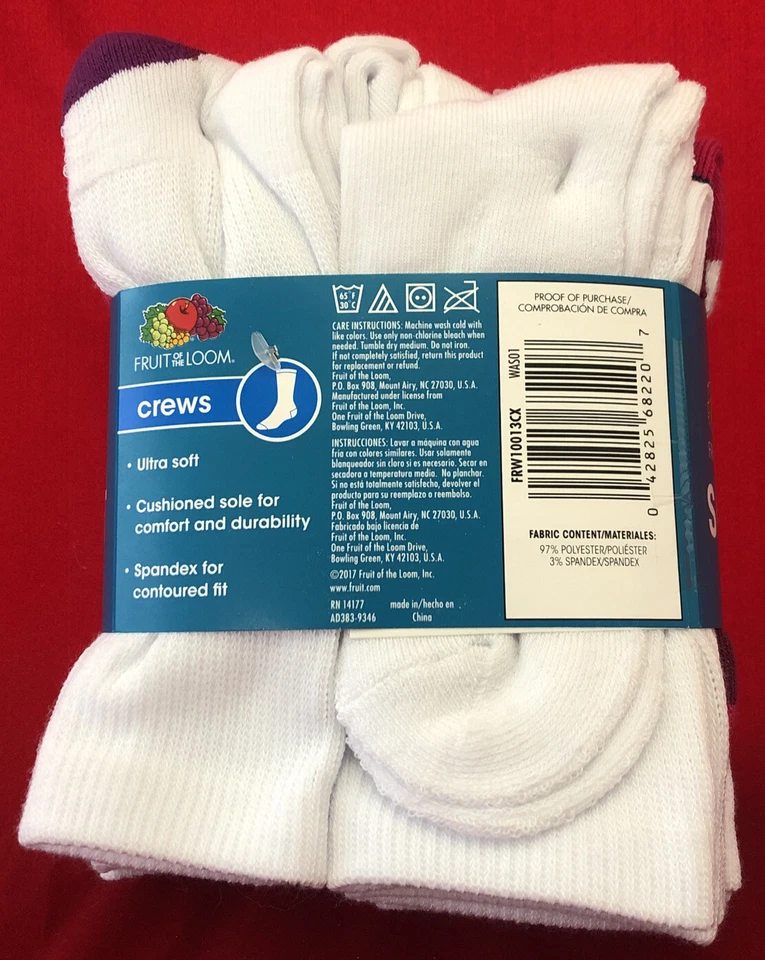 FRUIT OF THE LOOM®
crews
• Ultra soft
• Cushioned sole for
comfort and durability
• Spandex for
contoured fit
65°F
30°C
CARE INSTRUCTIONS: Machine wash cold with
like colors. Use only non-chlorine bleach when
needed. Tumble dry medium. Do not iron.
If not completely satisfied, return this product
for replacement or refund.
Fruit of the Loom,
P.O. Box 908, Mount Airy, NC 27030, U.S.A.
Manufactured under license from
Fruit of the Loom, Inc.
One Fruit of the Loom Drive,
Bowling Green, KY 42103, U.S.A.
INSTRUCCIONES: Lavar a máquina con agua
fría con colores similares. Usar solamente
blanqueador sin cloro si es necesario. Secar en
secadora a temperatura media. No planchar.
Si no está totalmente satisfecho, devolver el
producto para su reemplazo o reembolso.
Fruit of the Loom,
P.O. Box 908, Mount Airy, NC 27030, U.S.A.
Fabricado bajo licencia de
Fruit of the Loom, Inc.
One Fruit of the Loom Drive,
Bowling Green, KY 42103, U.S.A.
©2017 Fruit of the Loom, Inc.
www.fruit.com
RN 14177 made in/hecho en
AD383-9346 China
PROOF OF PURCHASE/
COMPROBACIÓN DE COMPRA
FRW10013CX WAS01
0 42825 68220 7
FABRIC CONTENT/MATERIALES:
97% POLYESTER/POLIÉSTER
3% SPANDEX/SPANDEX
S